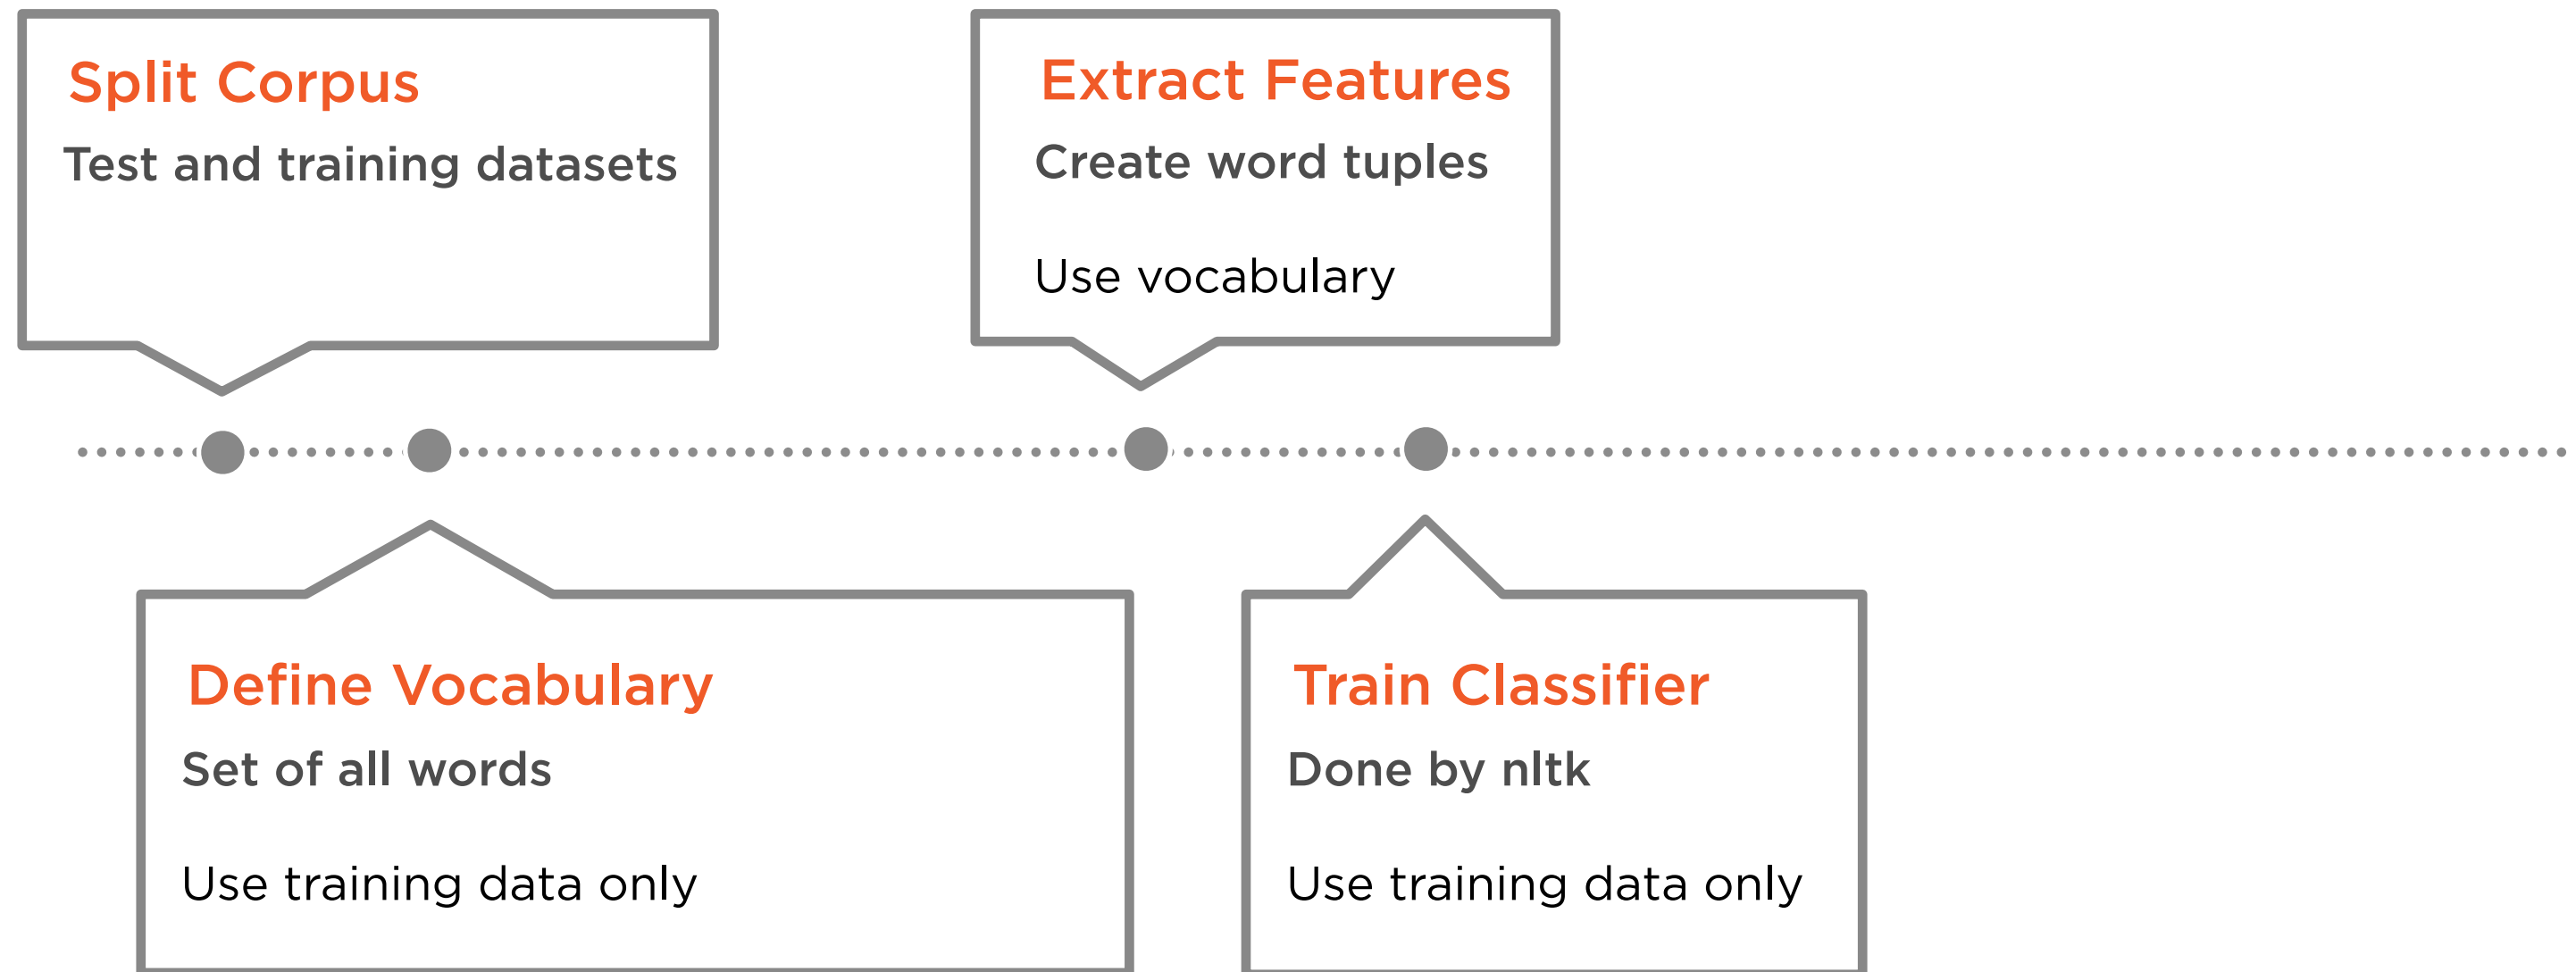 Split Corpus
Test and training datasets
Extract Features
Create word tuples
Use vocabulary
Define Vocabulary
Set of all words
Use training data only
Train Classifier
Done by nltk
Use training data only